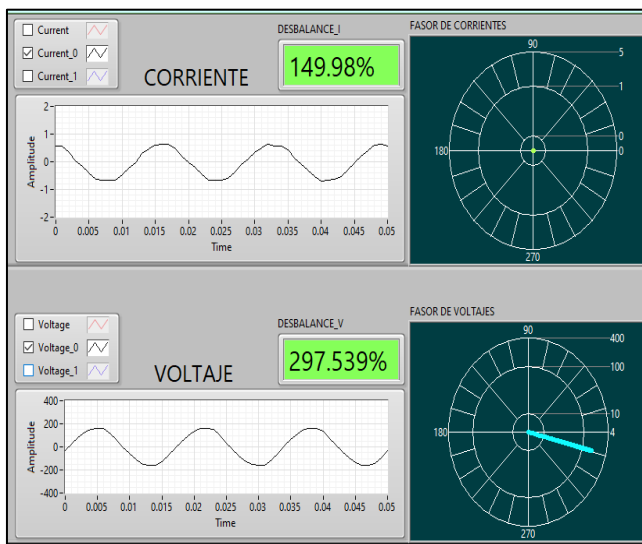 Current
Current_0
Current_1
CORRIENTE
DESBALANCE_I
149.98%
Amplitude
2
1
0
-1
-2
0 0.005 0.01 0.015 0.02 0.025 0.03 0.035 0.04 0.045 0.05
Time
FASOR DE CORRIENTES
90
5
1
0
0
180
270
Voltage
Voltage_0
Voltage_1
VOLTAJE
DESBALANCE_V
297.539%
Amplitude
400
200
0
-200
-400
0 0.005 0.01 0.015 0.02 0.025 0.03 0.035 0.04 0.045 0.05
Time
FASOR DE VOLTAJES
90
400
100
10
4
180
270